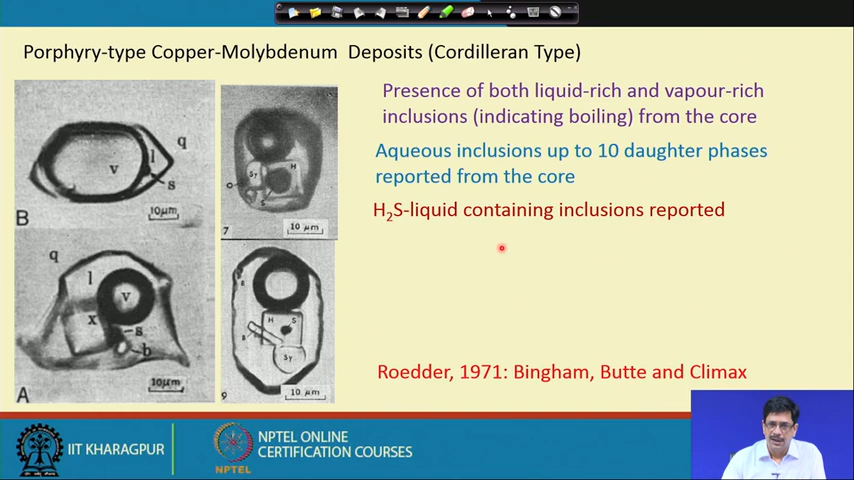 Porphyry-type Copper-Molybdenum Deposits (Cordilleran Type)
Presence of both liquid-rich and vapour-rich
inclusions (indicating boiling) from the core
Aqueous inclusions up to 10 daughter phases
reported from the core
H₂S-liquid containing inclusions reported
Roedder, 1971: Bingham, Butte and Climax
q
l
v
s
B
10μm
q
l
v
x
s
b
A
10μm
H
Sy
S
7
10 μm
H
S
Sy
9
10 μm
IIT KHARAGPUR
NPTEL
NPTEL ONLINE
CERTIFICATION COURSES